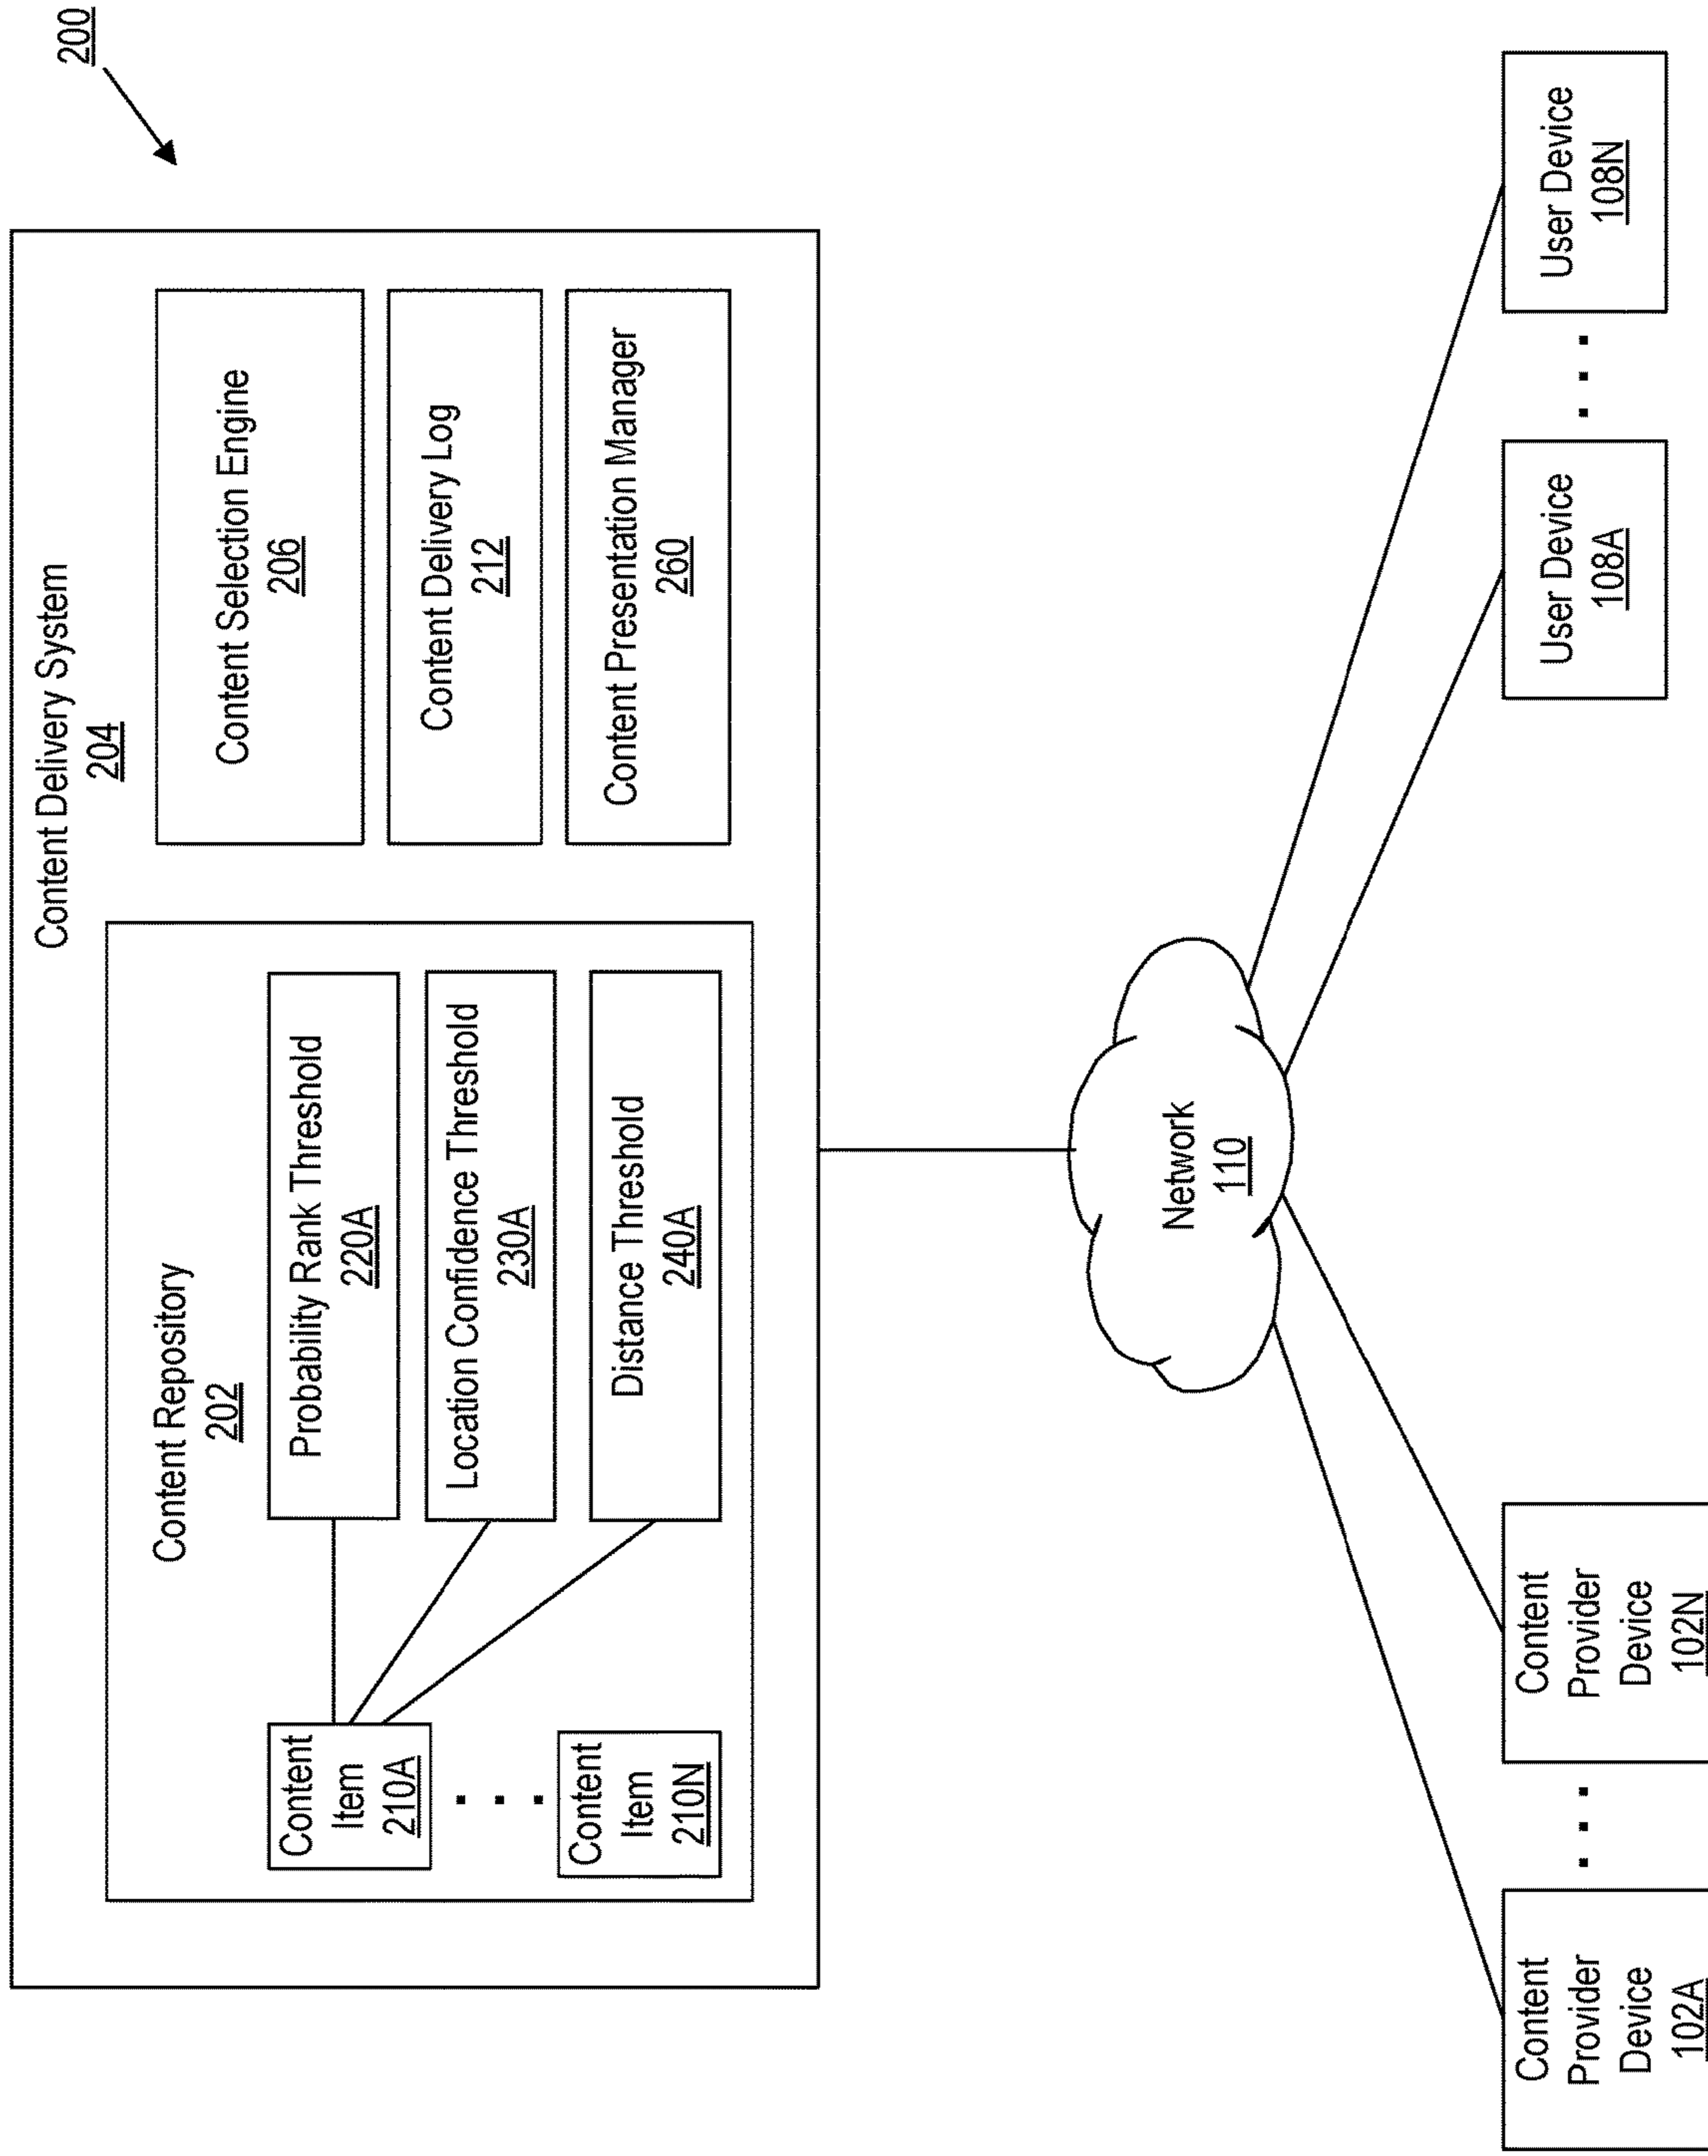 200
Content Delivery System
204
Content Repository
202
Content
Item
210A
Content
Item
210N
Probability Rank Threshold
220A
Location Confidence Threshold
230A
Distance Threshold
240A
Content Selection Engine
206
Content Delivery Log
212
Content Presentation Manager
260
Network
110
Content
Provider
Device
102A
Content
Provider
Device
102N
User Device
108A
User Device
108N